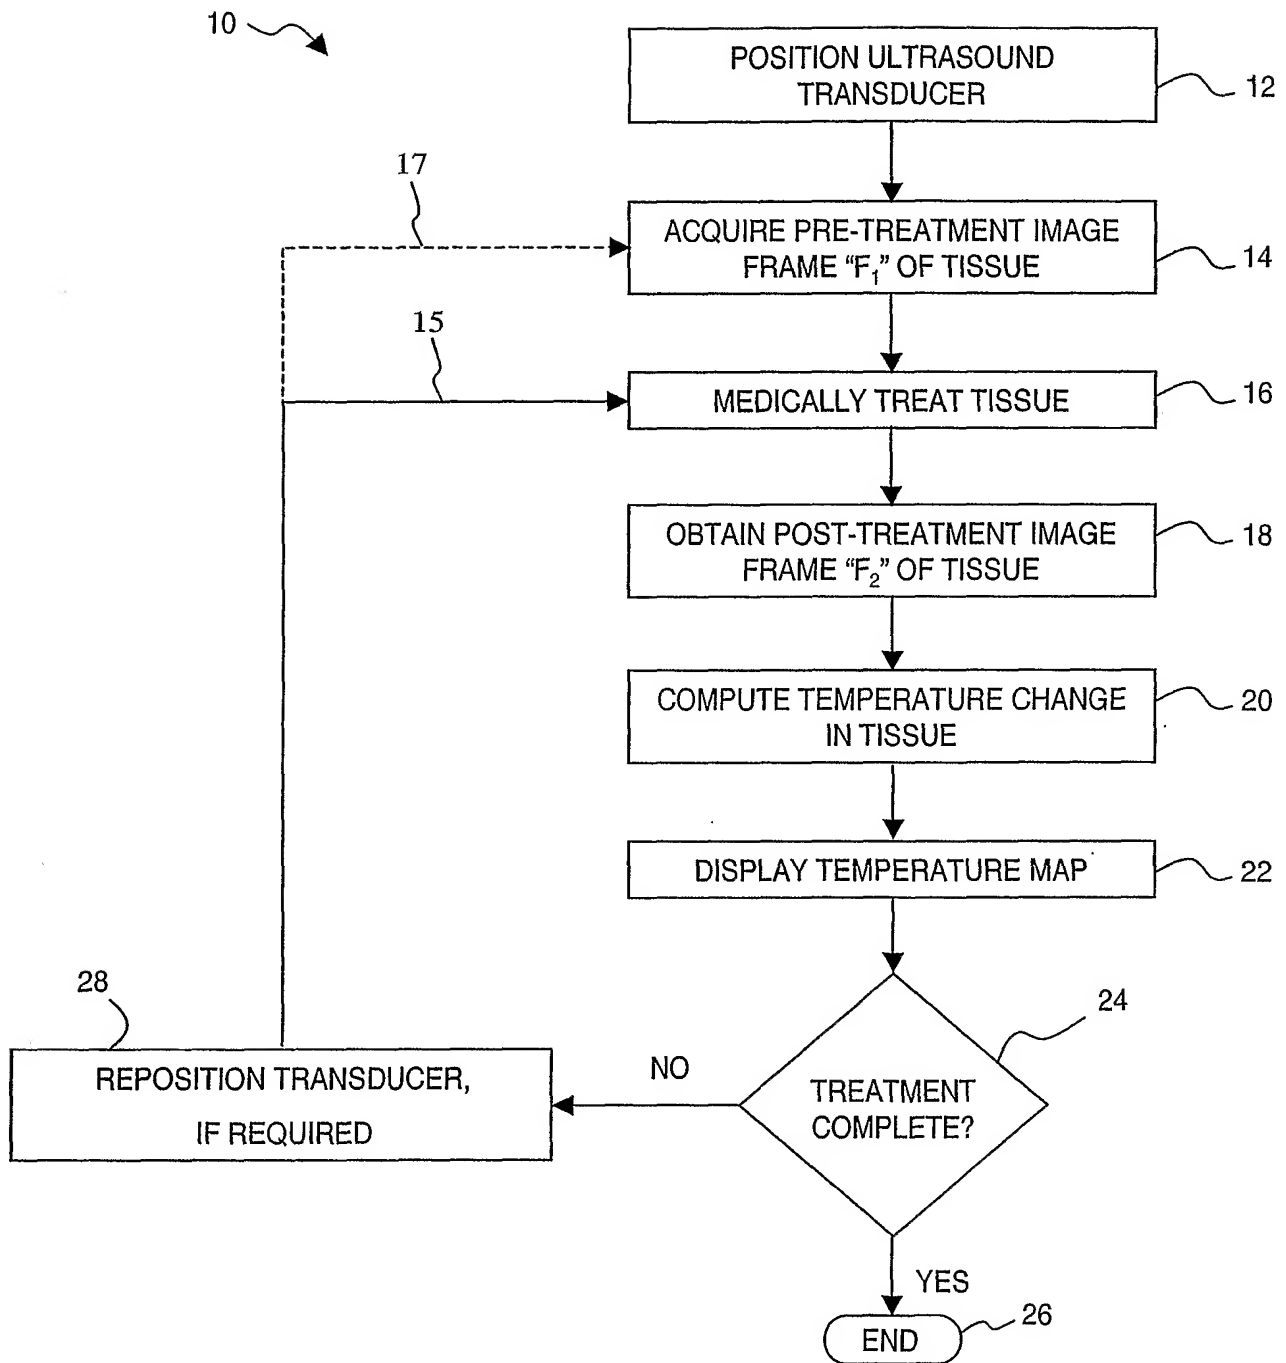 10
POSITION ULTRASOUND
TRANSDUCER
12
17
ACQUIRE PRE-TREATMENT IMAGE
FRAME “F₁” OF TISSUE
14
15
MEDICALLY TREAT TISSUE
16
OBTAIN POST-TREATMENT IMAGE
FRAME “F₂” OF TISSUE
18
COMPUTE TEMPERATURE CHANGE
IN TISSUE
20
DISPLAY TEMPERATURE MAP
22
28
REPOSITION TRANSDUCER,
IF REQUIRED
NO
24
TREATMENT
COMPLETE?
YES
26
END